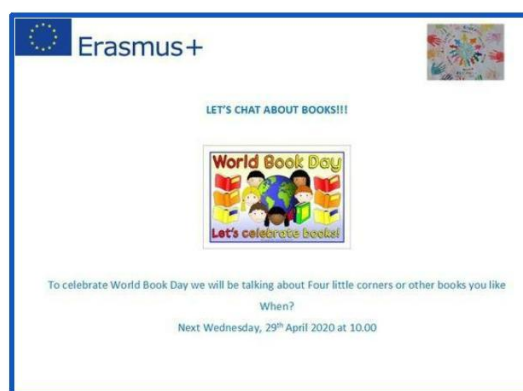 Erasmus+
LET'S CHAT ABOUT BOOKS!!!
World Book Day
Let's celebrate books!
To celebrate World Book Day we will be talking about Four little corners or other books you like
When?
Next Wednesday, 29th April 2020 at 10.00